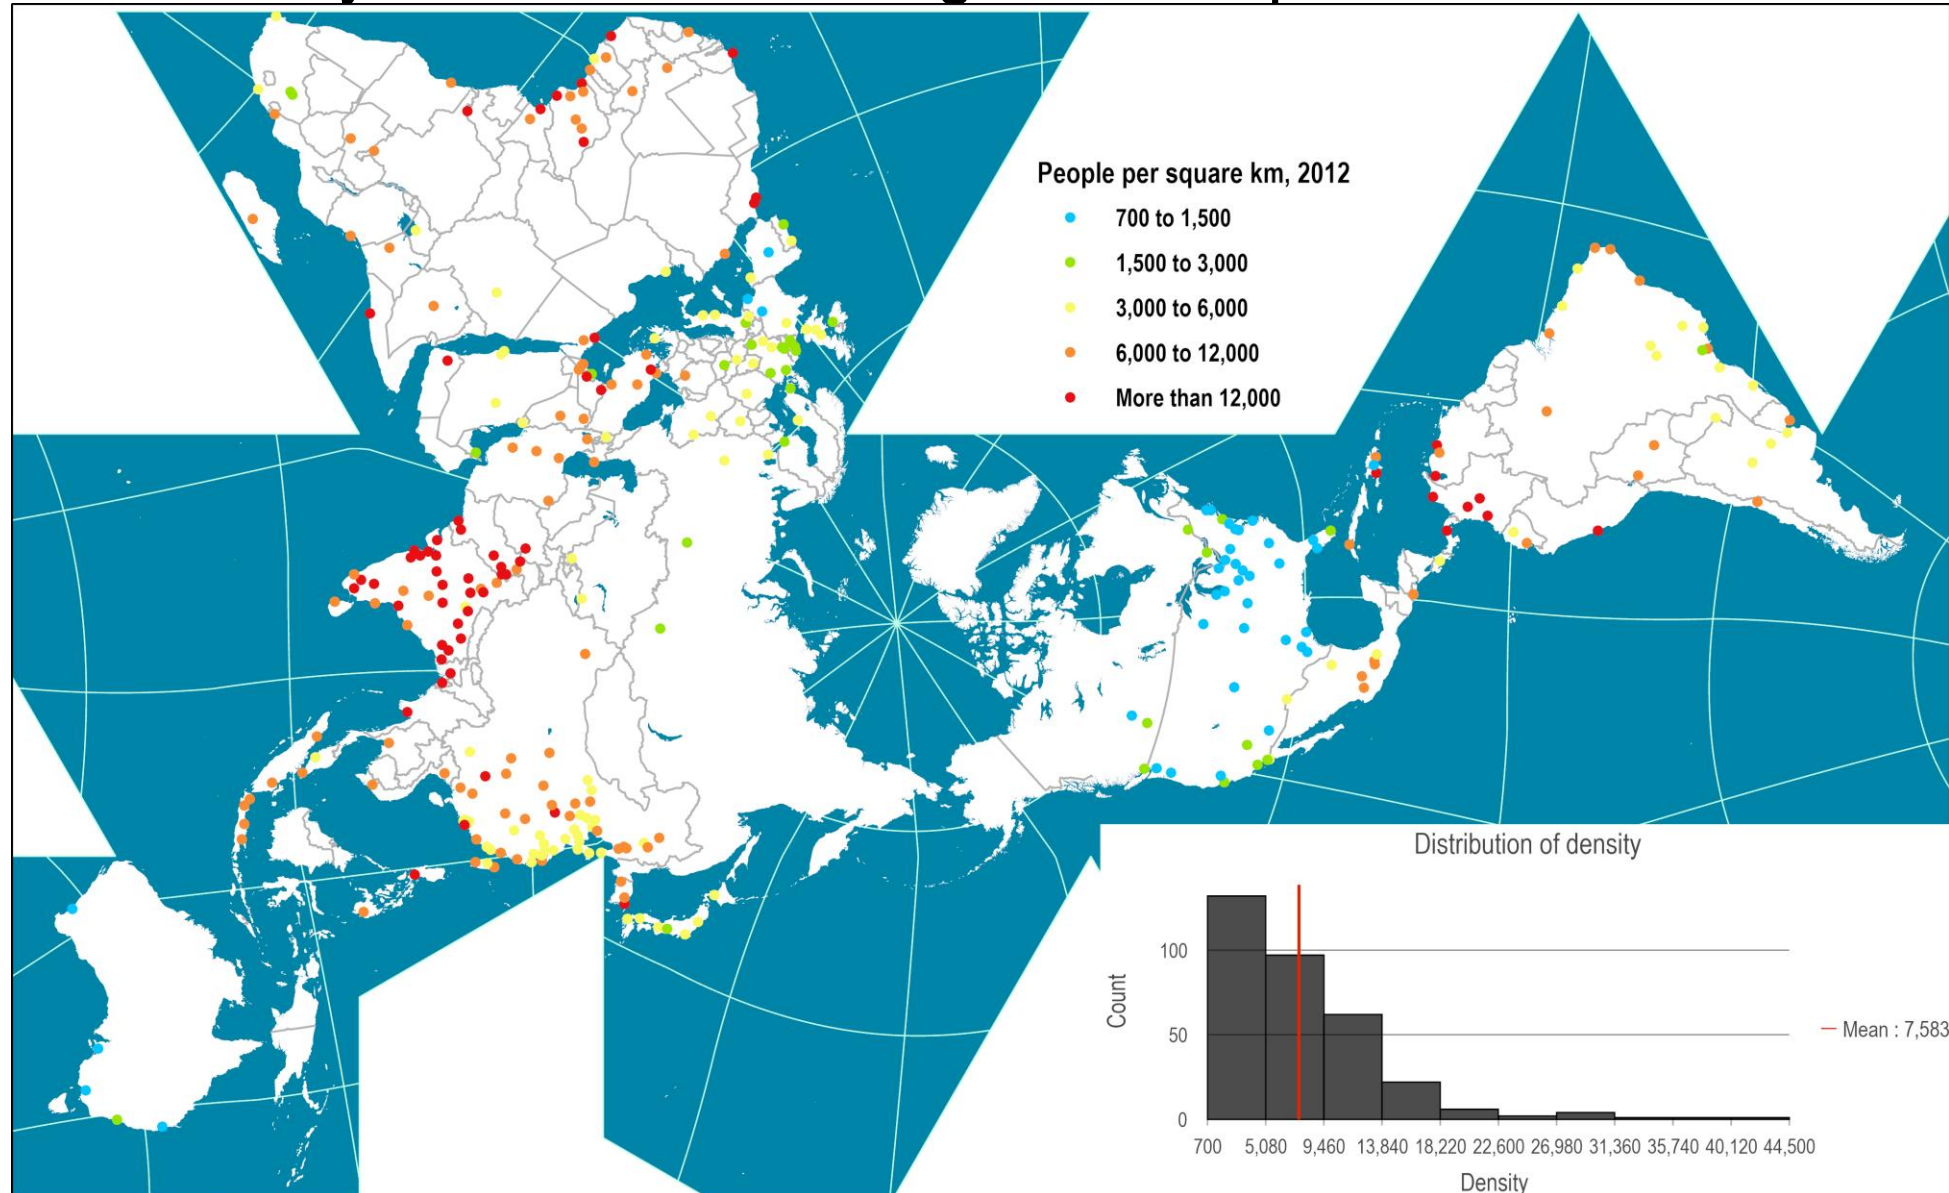 People per square km, 2012
700 to 1,500
1,500 to 3,000
3,000 to 6,000
6,000 to 12,000
More than 12,000
Distribution of density
100
50
0
Count
Mean : 7,583
700 5,080 9,460 13,840 18,220 22,600 26,980 31,360 35,740 40,120 44,500
Density